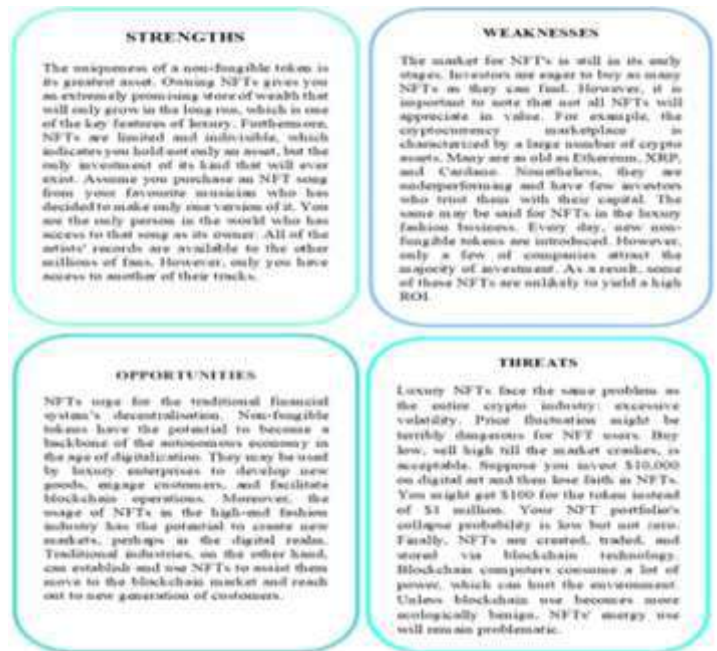 STRENGTHS
The uniqueness of a non-fungible token is
its greatest asset. Owning NFTs gives you
an extremely promising store of wealth that
will only grow in the long run, which is one
of the key features of luxury. Furthermore,
NFTs are limited and indivisible, which
indicates you hold not only an asset, but the
only investment of its kind that will ever
exist. Assume you purchase an NFT song
from your favourite musician who has
decided to make only one version of it. You
are the only person in the world who has
access to that song as its owner. All of the
artists' records are available to the other
millions of fans. However, only you have
access to another of their tracks.
WEAKNESSES
The market for NFT's is still in its early
stages. Investors are eager to buy as many
NFTs as they can find. However, it is
important to note that not all NFTs will
appreciate in value. For example, the
cryptocurrency marketplace is
characterized by a large number of crypto
assets. Many are as old as Ethereum, XRP,
and Cardano. Nonetheless, they are
underperforming and have few investors
who trust them with their capital. The
same may be said for NFTs in the luxury
fashion business. Every day, new non-
fungible tokens are introduced. However,
only a few of companies attract the
majority of investment. As a result, some
of these NFTs are unlikely to yield a high
ROI.
OPPORTUNITIES
NFTs urge for the traditional financial
system's decentralisation. Non-fungible
tokens have the potential to become a
backbone of the autonomous economy in
the age of digitalization. They may be used
by luxury enterprises to develop new
goods, engage customers, and facilitate
blockchain operations. Moreover, the
usage of NFTs in the high-end fashion
industry has the potential to create new
markets, perhaps in the digital realm.
Traditional industries, on the other hand,
can establish and use NFTs to assist them
move to the blockchain market and reach
out to new generation of customers.
THREATS
Luxury NFTs face the same problem as
the entire crypto industry: excessive
volatility. Price fluctuation might be
terribly dangerous for NFT users. Buy
low, sell high till the market crashes, is
acceptable. Suppose you invest $10,000
on digital art and then lose faith in NFTs.
You might get $100 for the token instead
of $1 million. Your NFT portfolio's
collapse probability is low but not zero.
Finally, NFTs are created, traded, and
stored via blockchain technology.
Blockchain computers consume a lot of
power, which can hurt the environment.
Unless blockchain use becomes more
ecologically benign, NFTs' energy use
will remain problematic.